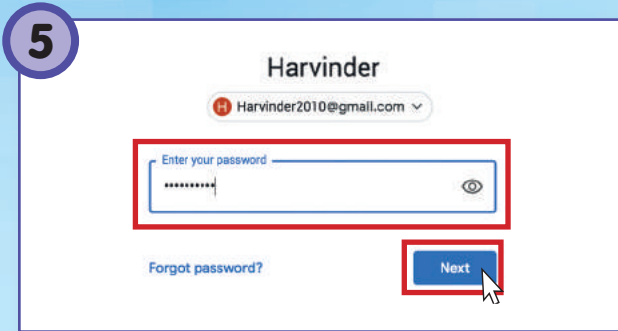 5
Harvinder
H Harvinder2010@gmail.com
Enter your password
••••••••••
Forgot password?
Next